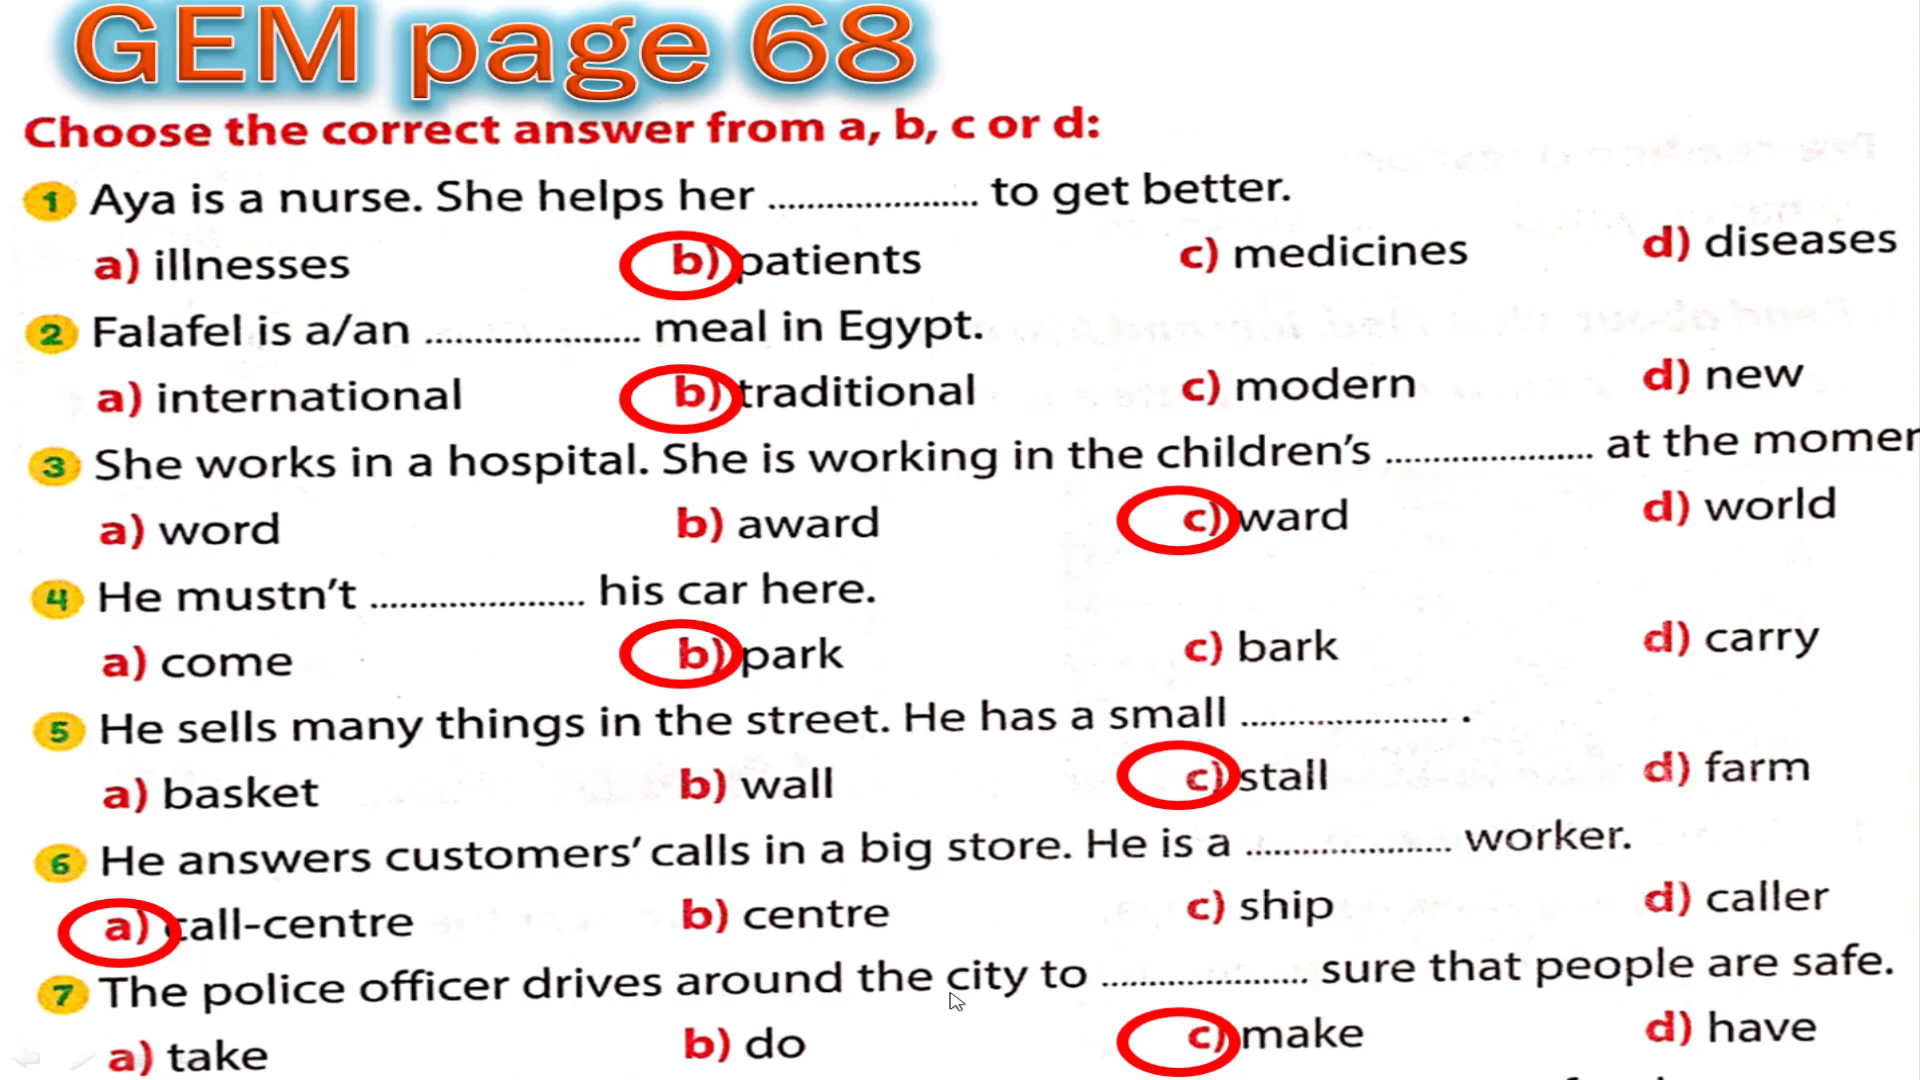 GEM page 68
Choose the correct answer from a, b, c or d:
1 Aya is a nurse. She helps her ..................... to get better.
a) illnesses b) patients c) medicines d) diseases
2 Falafel is a/an ..................... meal in Egypt.
a) international b) traditional c) modern d) new
3 She works in a hospital. She is working in the children's ..................... at the momen
a) word b) award c) ward d) world
4 He mustn't ..................... his car here.
a) come b) park c) bark d) carry
5 He sells many things in the street. He has a small ..................... .
a) basket b) wall c) stall d) farm
6 He answers customers' calls in a big store. He is a ..................... worker.
a) call-centre b) centre c) ship d) caller
7 The police officer drives around the city to ..................... sure that people are safe.
a) take b) do c) make d) have